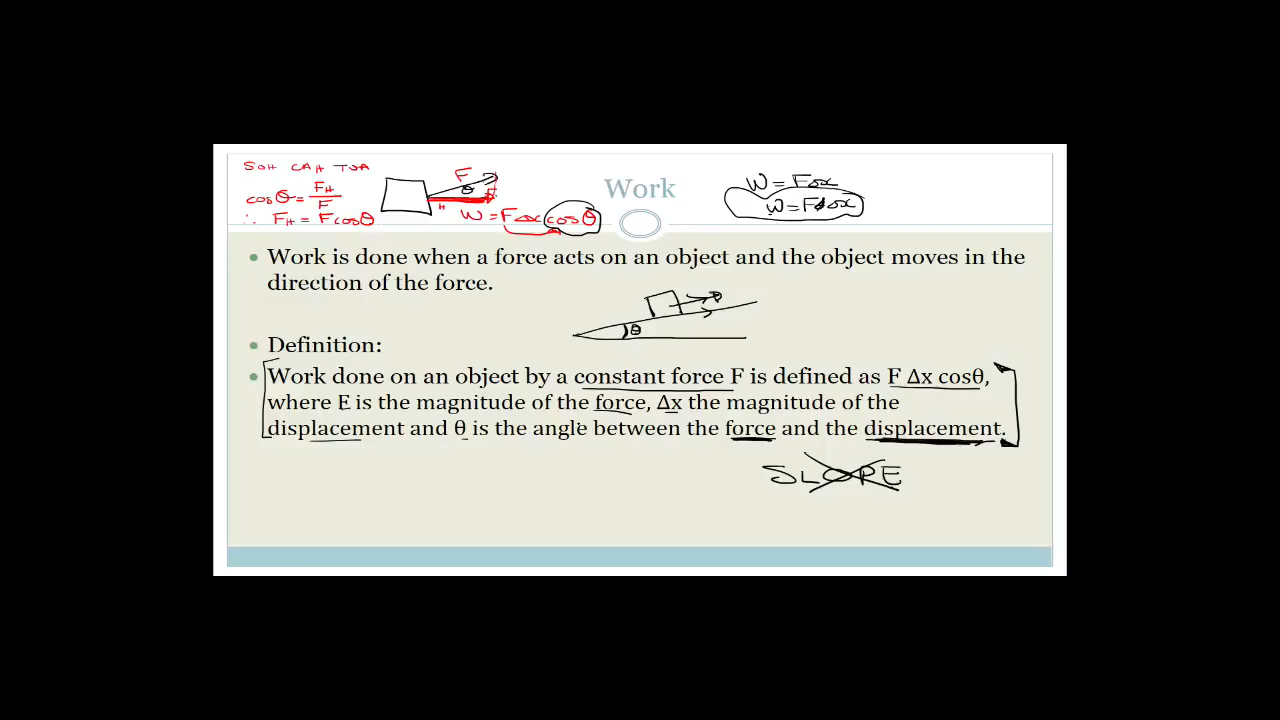 SOH CAH TOA
cosθ = FH/F
∴ FH = Fcosθ
F
θ
H
W = FΔx cosθ
Work
W = FΔx
W = FΔx
• Work is done when a force acts on an object and the object moves in the
direction of the force.
F
θ
• Definition:
• Work done on an object by a constant force F is defined as F Δx cosθ,
where F is the magnitude of the force, Δx the magnitude of the
displacement and θ is the angle between the force and the displacement.
SLOPE